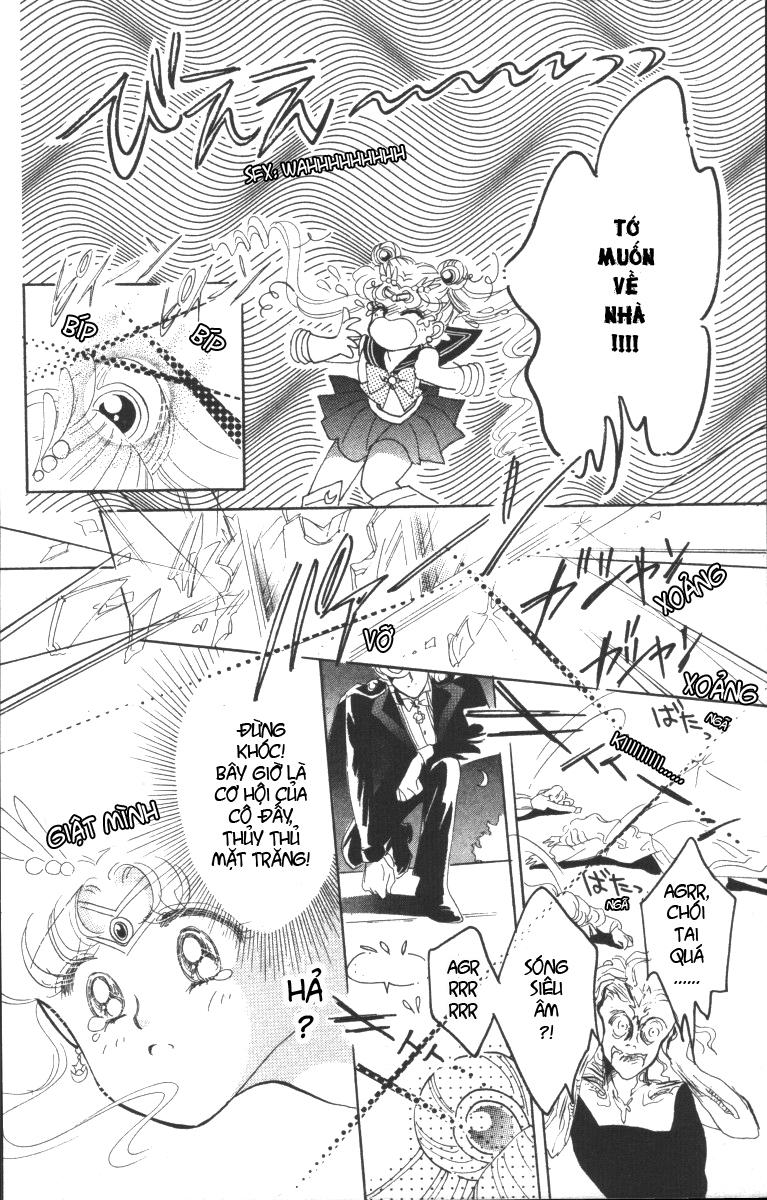 びええ
SFX: WAHHHHHHHHHH
TỚ
MUỐN
VỀ
NHÀ
!!!!
BÍP
BÍP
VỠ
ガシャン
XOẢNG
ガシャン
XOẢNG
ばたっ
NGÃ
KIIIIIIIII......
ĐỪNG
KHÓC!
BÂY GIỜ LÀ
CƠ HỘI CỦA
CÔ ĐẤY,
THỦY THỦ
MẶT TRĂNG!
GIẬT MÌNH
ばたっ
NGÃ
AGRR,
CHÓI
TAI
QUÁ
......
SÓNG
SIÊU
ÂM
?!
AGR
RRR
RRR
HẢ
?